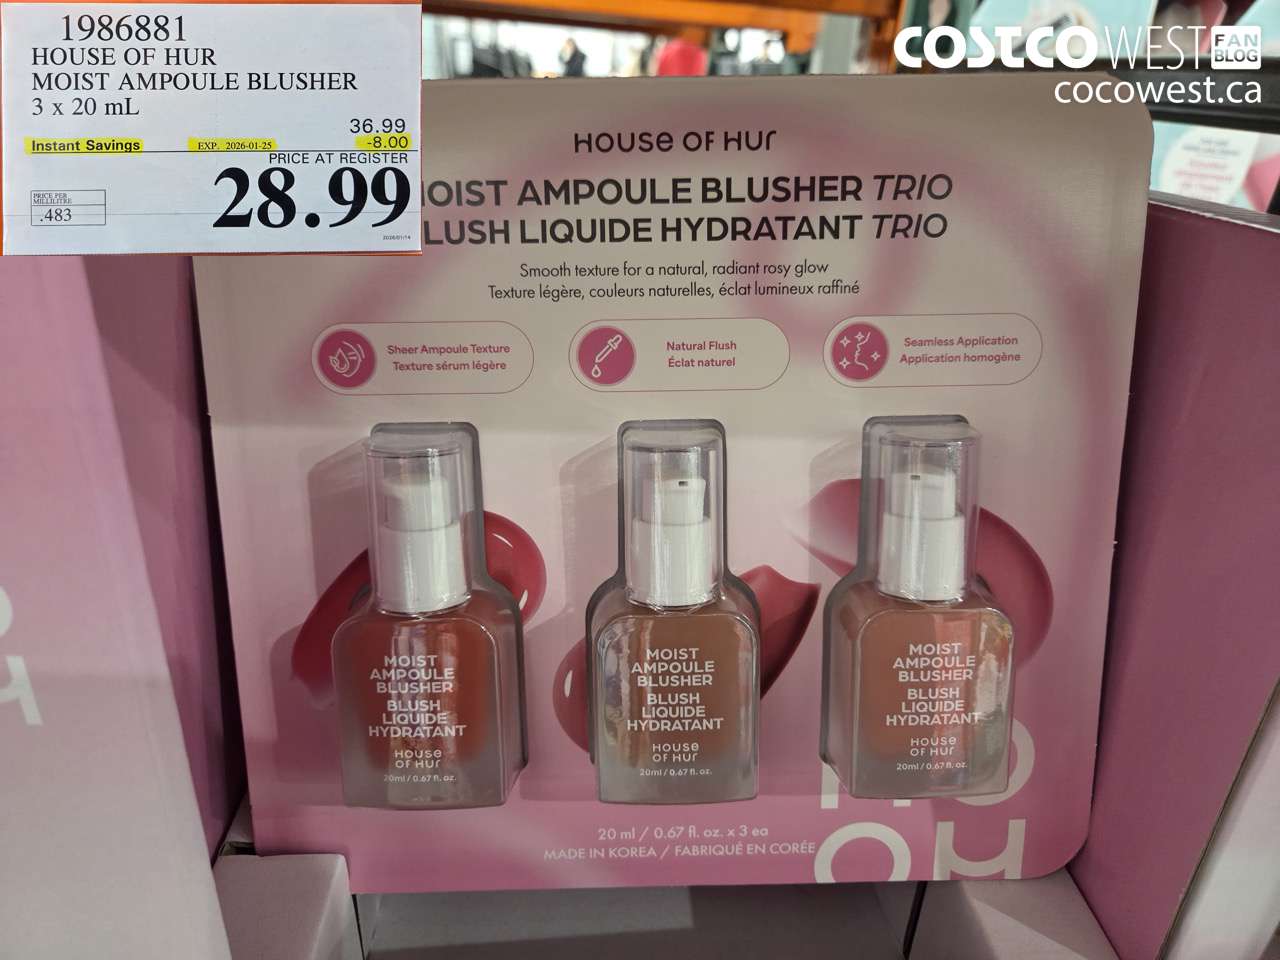 1986881
HOUSE OF HUR
MOIST AMPOULE BLUSHER
3 x 20 mL
36.99
Instant Savings EXP. 2026-01-25 -8.00
PRICE AT REGISTER
28.99
PRICE PER
MILLILITRE
.483
2026/01/14
COSTCO WEST FAN BLOG
cocowest.ca
HOUSE OF HUR
OIST AMPOULE BLUSHER TRIO
LUSH LIQUIDE HYDRATANT TRIO
Smooth texture for a natural, radiant rosy glow
Texture légère, couleurs naturelles, éclat lumineux raffiné
Sheer Ampoule Texture
Texture sérum légère
Natural Flush
Éclat naturel
Seamless Application
Application homogène
MOIST
AMPOULE
BLUSHER
BLUSH
LIQUIDE
HYDRATANT
HOUSE
OF HUR
20ml / 0.67 fl. oz.
MOIST
AMPOULE
BLUSHER
BLUSH
LIQUIDE
HYDRATANT
HOUSE
OF HUR
20ml / 0.67 fl. oz.
MOIST
AMPOULE
BLUSHER
BLUSH
LIQUIDE
HYDRATANT
HOUSE
OF HUR
20ml / 0.67 fl. oz.
20 ml / 0.67 fl. oz. x 3 ea
MADE IN KOREA / FABRIQUÉ EN CORÉE